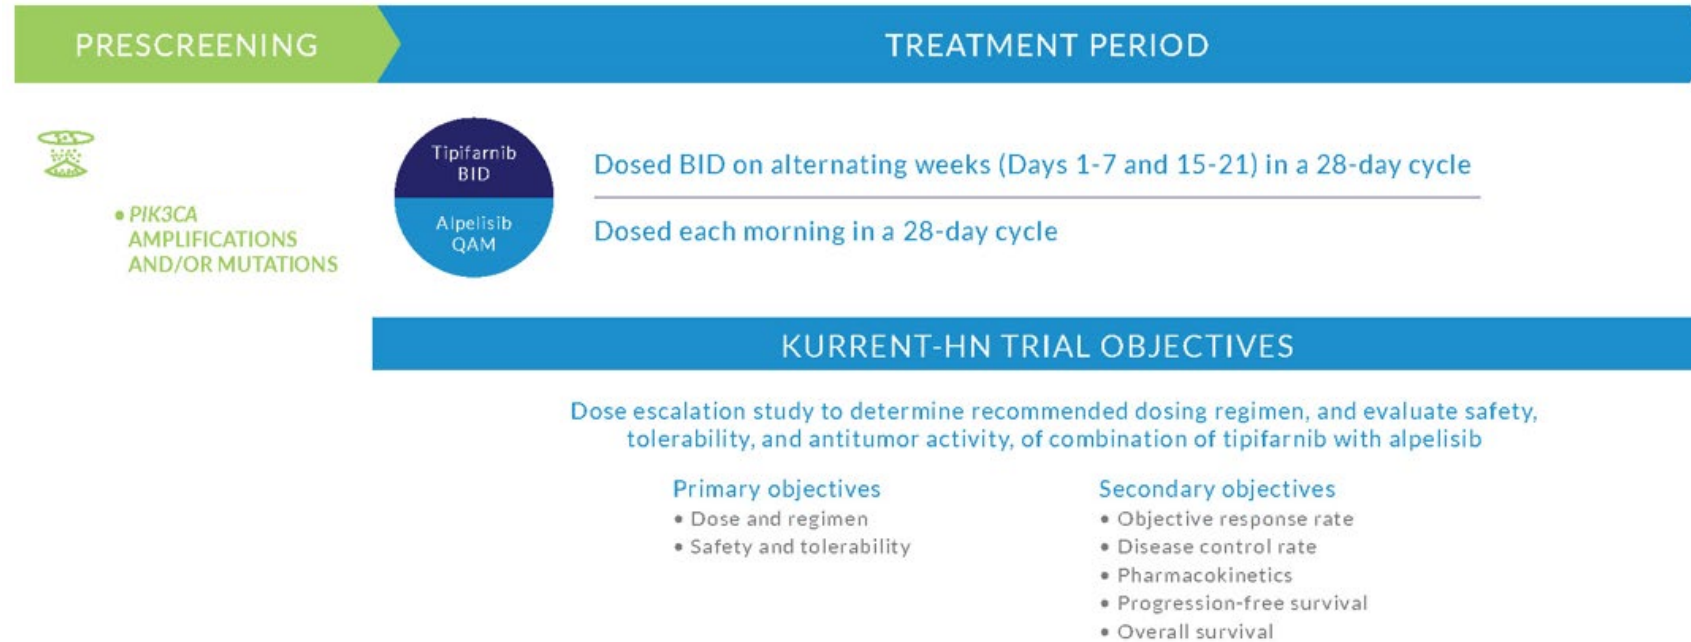 PRESCREENING
TREATMENT PERIOD
• PIK3CA
AMPLIFICATIONS
AND/OR MUTATIONS
Tipifarnib
BID
Alpelisib
QAM
Dosed BID on alternating weeks (Days 1-7 and 15-21) in a 28-day cycle
Dosed each morning in a 28-day cycle
KURRENT-HN TRIAL OBJECTIVES
Dose escalation study to determine recommended dosing regimen, and evaluate safety,
tolerability, and antitumor activity, of combination of tipifarnib with alpelisib
Primary objectives
• Dose and regimen
• Safety and tolerability
Secondary objectives
• Objective response rate
• Disease control rate
• Pharmacokinetics
• Progression-free survival
• Overall survival